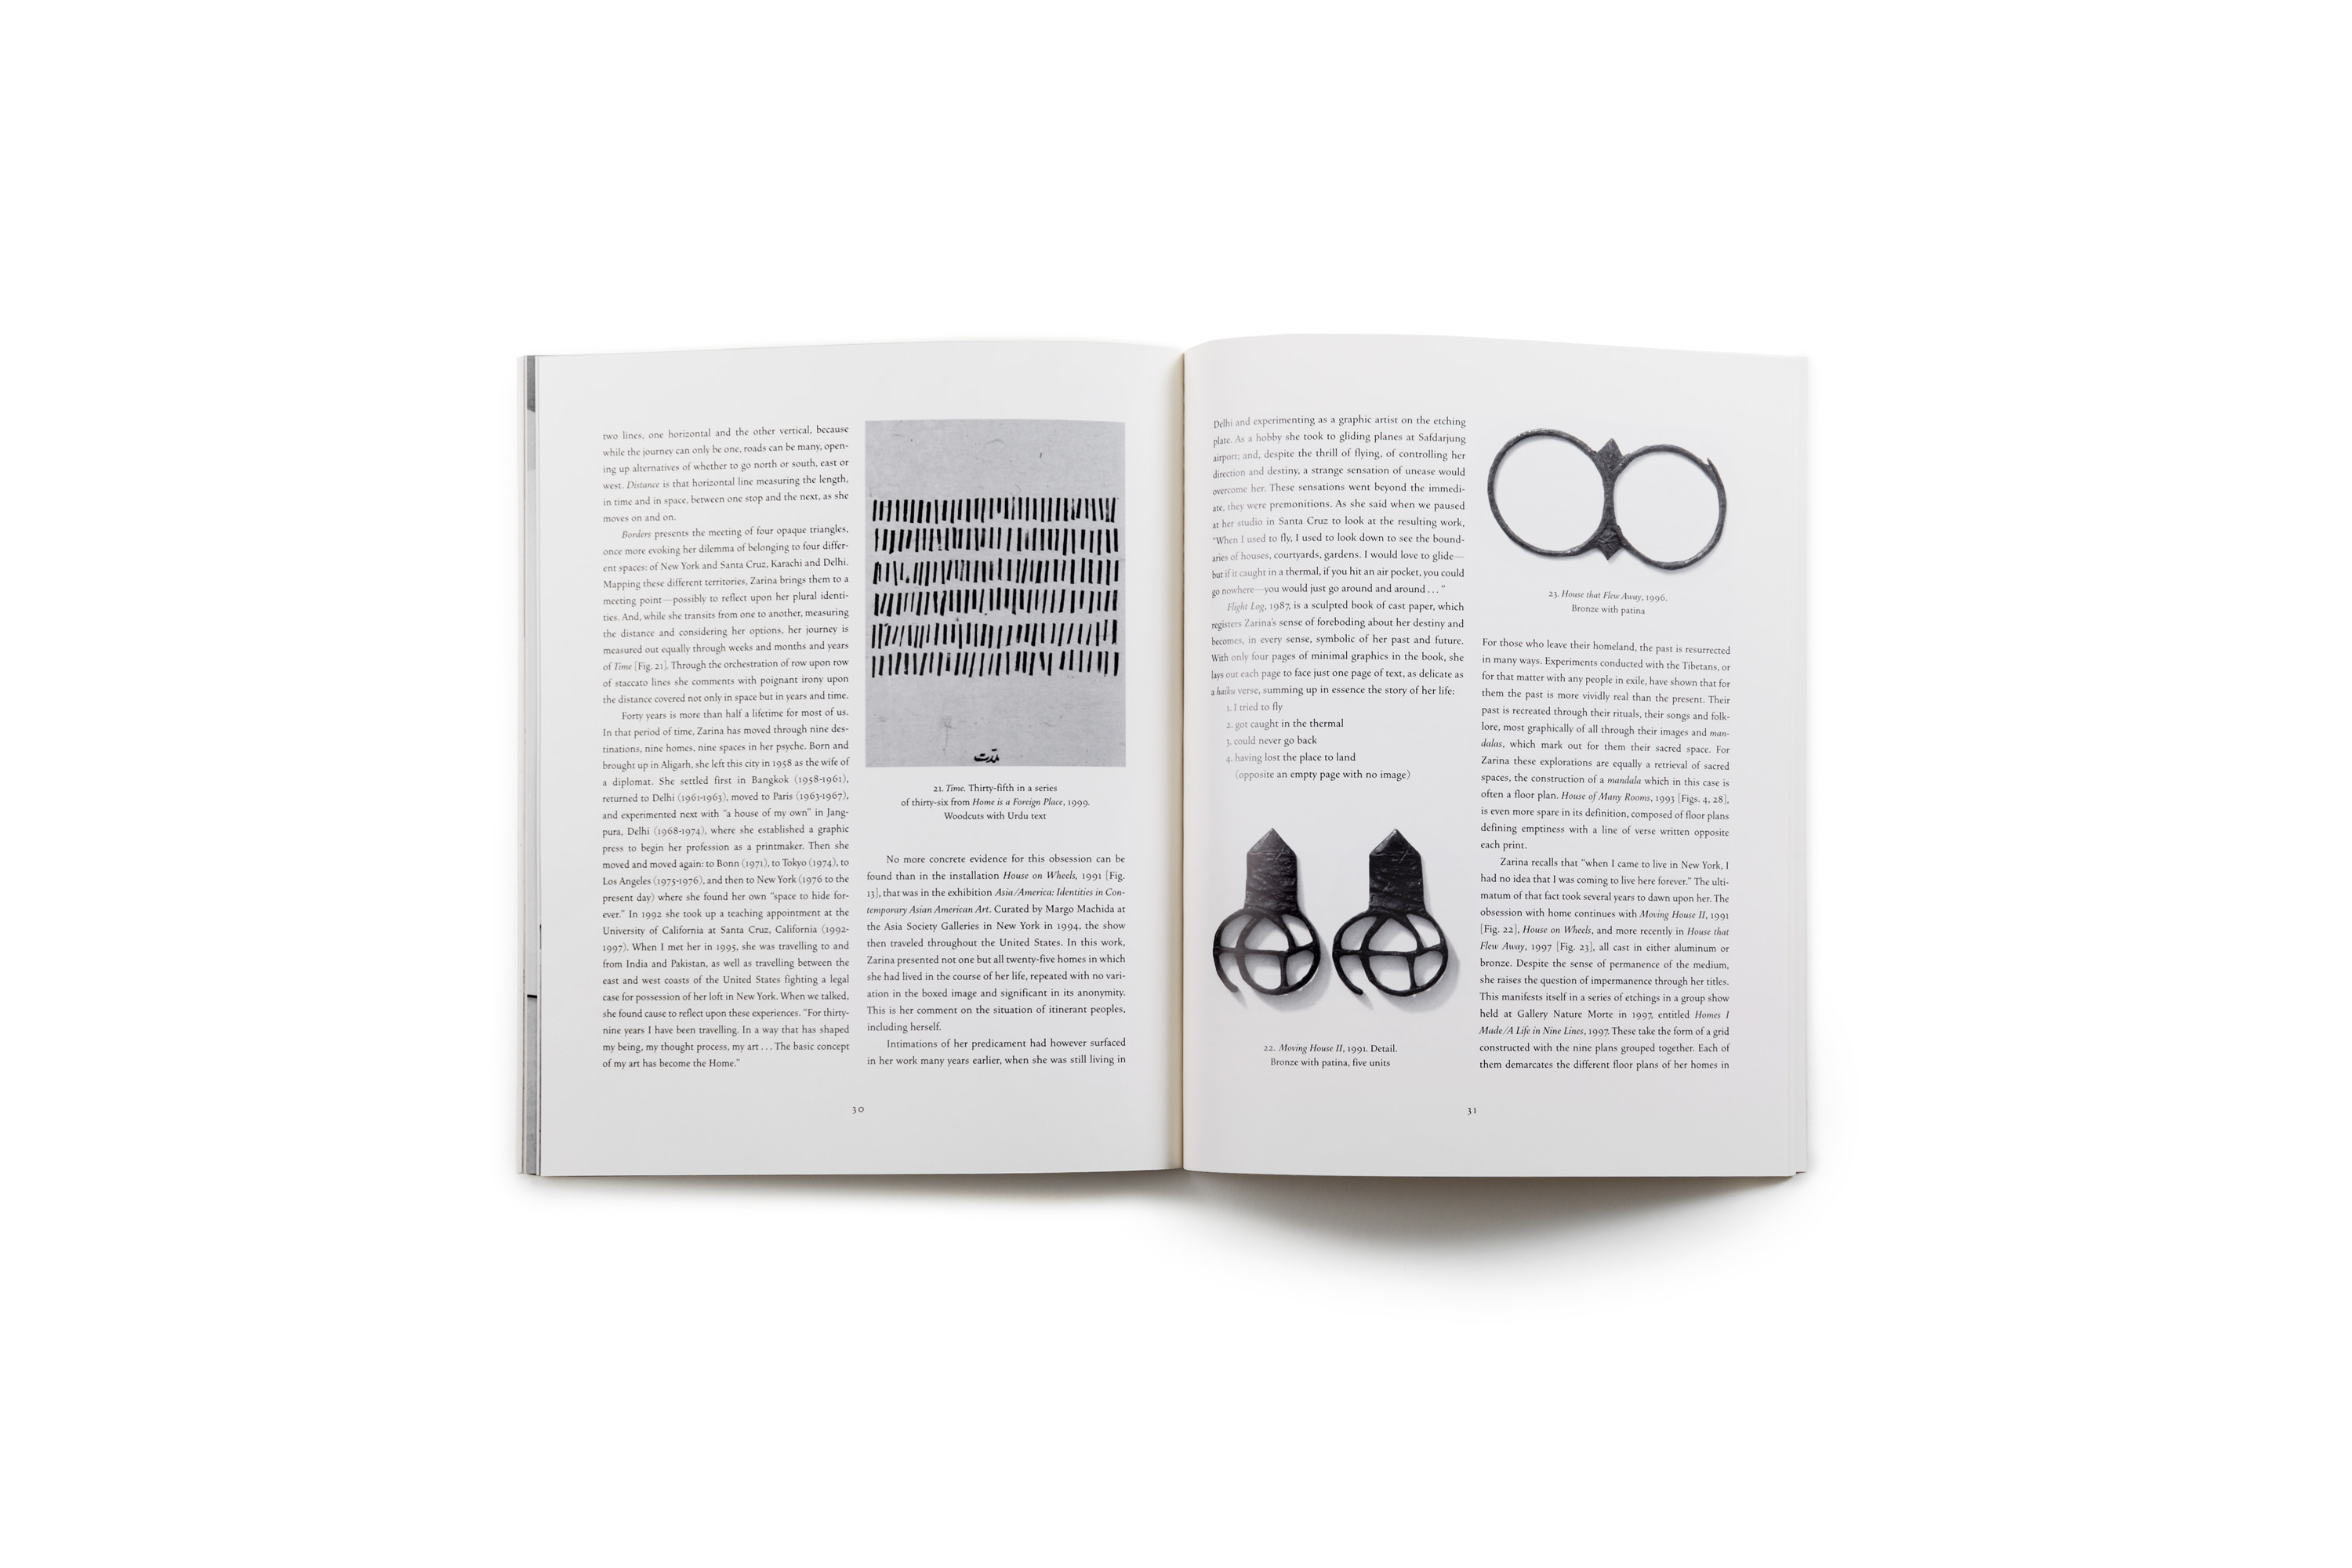 two lines, one horizontal and the other vertical, because
while the journey can only be one, roads can be many, open-
ing up alternatives of whether to go north or south, east or
west. Distance is that horizontal line measuring the length,
in time and in space, between one stop and the next, as she
moves on and on.
Borders presents the meeting of four opaque triangles,
once more evoking her dilemma of belonging to four differ-
ent spaces: of New York and Santa Cruz, Karachi and Delhi.
Mapping these different territories, Zarina brings them to a
meeting point—possibly to reflect upon her plural identi-
ties. And, while she transits from one to another, measuring
the distance and considering her options, her journey is
measured out equally through weeks and months and years
of Time [Fig. 21]. Through the orchestration of row upon row
of staccato lines she comments with poignant irony upon
the distance covered not only in space but in years and time.
Forty years is more than half a lifetime for most of us.
In that period of time, Zarina has moved through nine des-
tinations, nine homes, nine spaces in her psyche. Born and
brought up in Aligarh, she left this city in 1958 as the wife of
a diplomat. She settled first in Bangkok (1958-1961),
returned to Delhi (1961-1963), moved to Paris (1963-1967),
and experimented next with "a house of my own" in Jang-
pura, Delhi (1968-1974), where she established a graphic
press to begin her profession as a printmaker. Then she
moved and moved again: to Bonn (1971), to Tokyo (1974), to
Los Angeles (1975-1976), and then to New York (1976 to the
present day) where she found her own "space to hide for-
ever." In 1992 she took up a teaching appointment at the
University of California at Santa Cruz, California (1992-
1997). When I met her in 1995, she was travelling to and
from India and Pakistan, as well as travelling between the
east and west coasts of the United States fighting a legal
case for possession of her loft in New York. When we talked,
she found cause to reflect upon these experiences. "For thirty-
nine years I have been travelling. In a way that has shaped
my being, my thought process, my art . . . The basic concept
of my art has become the Home."
21. Time. Thirty-fifth in a series
of thirty-six from Home is a Foreign Place, 1999.
Woodcuts with Urdu text
No more concrete evidence for this obsession can be
found than in the installation House on Wheels, 1991 [Fig.
13], that was in the exhibition Asia/America: Identities in Con-
temporary Asian American Art. Curated by Margo Machida at
the Asia Society Galleries in New York in 1994, the show
then traveled throughout the United States. In this work,
Zarina presented not one but all twenty-five homes in which
she had lived in the course of her life, repeated with no vari-
ation in the boxed image and significant in its anonymity.
This is her comment on the situation of itinerant peoples,
including herself.
Intimations of her predicament had however surfaced
in her work many years earlier, when she was still living in
30
Delhi and experimenting as a graphic artist on the etching
plate. As a hobby she took to gliding planes at Safdarjung
airport; and, despite the thrill of flying, of controlling her
direction and destiny, a strange sensation of unease would
overcome her. These sensations went beyond the immedi-
ate, they were premonitions. As she said when we paused
at her studio in Santa Cruz to look at the resulting work,
"When I used to fly, I used to look down to see the bound-
aries of houses, courtyards, gardens. I would love to glide—
but if it caught in a thermal, if you hit an air pocket, you could
go nowhere—you would just go around and around . . ."
Flight Log, 1987, is a sculpted book of cast paper, which
registers Zarina's sense of foreboding about her destiny and
becomes, in every sense, symbolic of her past and future.
With only four pages of minimal graphics in the book, she
lays out each page to face just one page of text, as delicate as
a haiku verse, summing up in essence the story of her life:
1. I tried to fly
2. got caught in the thermal
3. could never go back
4. having lost the place to land
(opposite an empty page with no image)
22. Moving House II, 1991. Detail.
Bronze with patina, five units
23. House that Flew Away, 1996.
Bronze with patina
For those who leave their homeland, the past is resurrected
in many ways. Experiments conducted with the Tibetans, or
for that matter with any people in exile, have shown that for
them the past is more vividly real than the present. Their
past is recreated through their rituals, their songs and folk-
lore, most graphically of all through their images and man-
dalas, which mark out for them their sacred space. For
Zarina these explorations are equally a retrieval of sacred
spaces, the construction of a mandala which in this case is
often a floor plan. House of Many Rooms, 1993 [Figs. 4, 28],
is even more spare in its definition, composed of floor plans
defining emptiness with a line of verse written opposite
each print.
Zarina recalls that "when I came to live in New York, I
had no idea that I was coming to live here forever." The ulti-
matum of that fact took several years to dawn upon her. The
obsession with home continues with Moving House II, 1991
[Fig. 22], House on Wheels, and more recently in House that
Flew Away, 1997 [Fig. 23], all cast in either aluminum or
bronze. Despite the sense of permanence of the medium,
she raises the question of impermanence through her titles.
This manifests itself in a series of etchings in a group show
held at Gallery Nature Morte in 1997, entitled Homes I
Made/A Life in Nine Lines, 1997. These take the form of a grid
constructed with the nine plans grouped together. Each of
them demarcates the different floor plans of her homes in
31